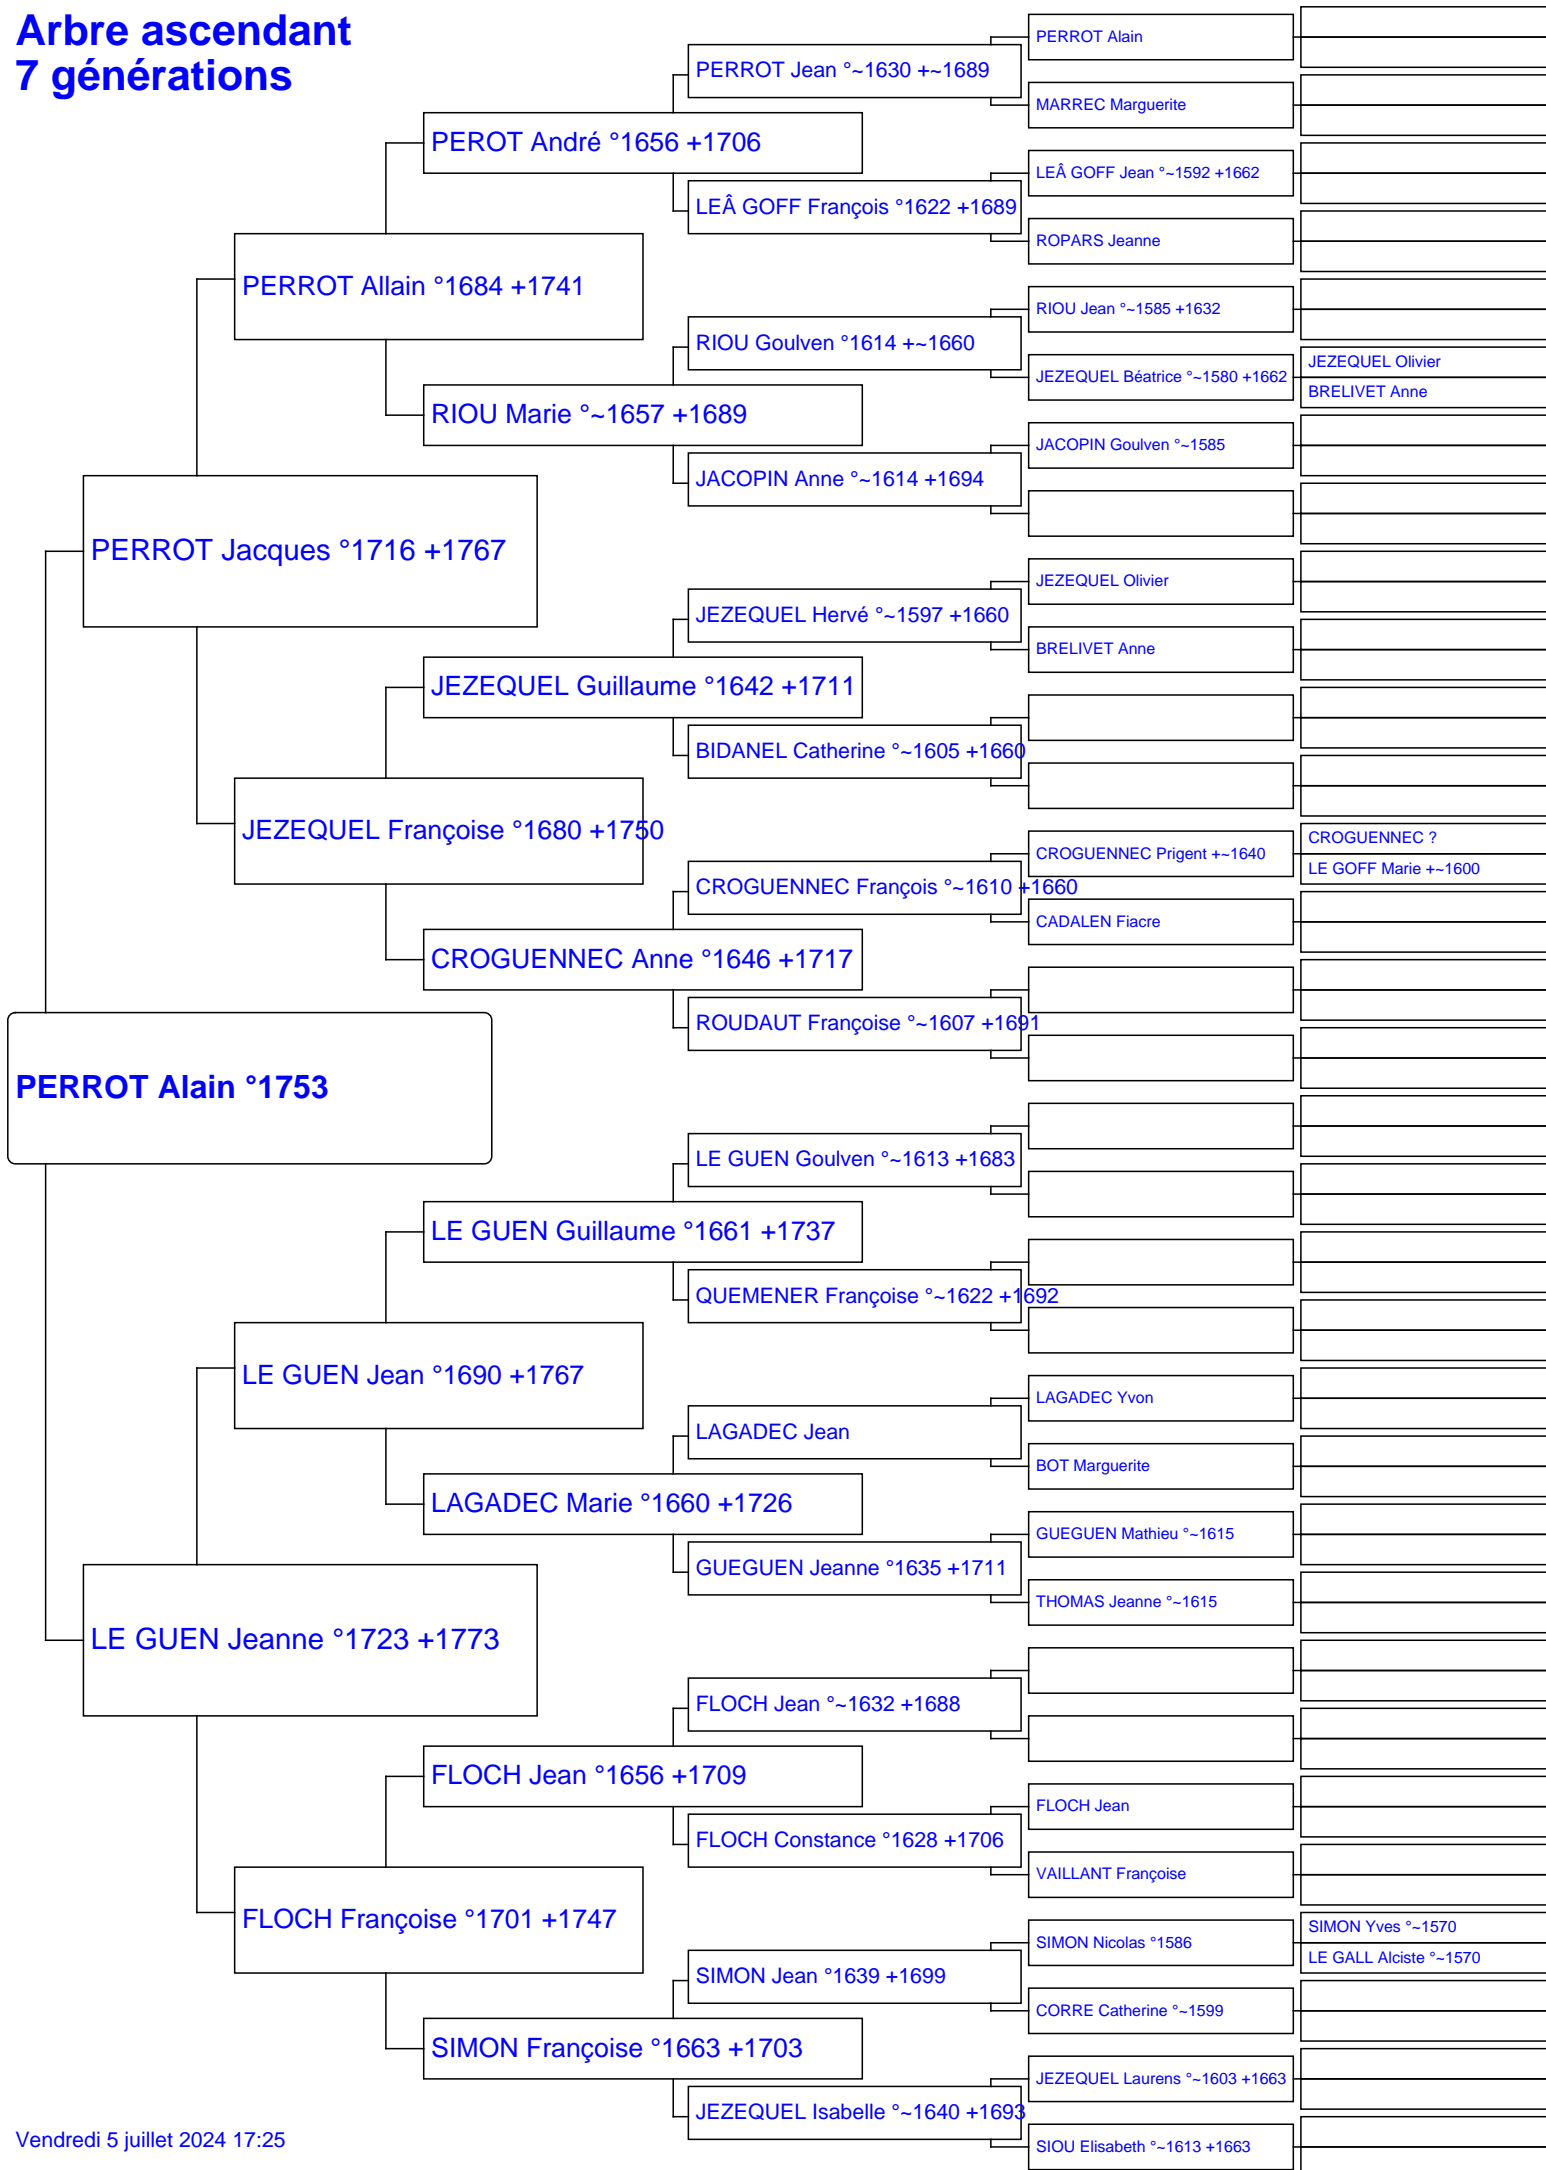 Arbre ascendant
7 générations
PERROT Alain °1753
PERROT Jacques °1716 +1767
LE GUEN Jeanne °1723 +1773
PERROT Allain °1684 +1741
JEZEQUEL Françoise °1680 +1750
LE GUEN Jean °1690 +1767
FLOCH Françoise °1701 +1747
PEROT André °1656 +1706
RIOU Marie °~1657 +1689
JEZEQUEL Guillaume °1642 +1711
CROGUENNEC Anne °1646 +1717
LE GUEN Guillaume °1661 +1737
LAGADEC Marie °1660 +1726
FLOCH Jean °1656 +1709
SIMON Françoise °1663 +1703
PERROT Jean °~1630 +~1689
LEÂ GOFF François °1622 +1689
RIOU Goulven °1614 +~1660
JACOPIN Anne °~1614 +1694
JEZEQUEL Hervé °~1597 +1660
BIDANEL Catherine °~1605 +1660
CROGUENNEC François °~1610 +1660
ROUDAUT Françoise °~1607 +1691
LE GUEN Goulven °~1613 +1683
QUEMENER Françoise °~1622 +1692
LAGADEC Jean
GUEGUEN Jeanne °1635 +1711
FLOCH Jean °~1632 +1688
FLOCH Constance °1628 +1706
SIMON Jean °1639 +1699
JEZEQUEL Isabelle °~1640 +1693
PERROT Alain
MARREC Marguerite
LEÂ GOFF Jean °~1592 +1662
ROPARS Jeanne
RIOU Jean °~1585 +1632
JEZEQUEL Béatrice °~1580 +1662
JACOPIN Goulven °~1585
JEZEQUEL Olivier
BRELIVET Anne
CROGUENNEC Prigent +~1640
CADALEN Fiacre
LAGADEC Yvon
BOT Marguerite
GUEGUEN Mathieu °~1615
THOMAS Jeanne °~1615
FLOCH Jean
VAILLANT Françoise
SIMON Nicolas °1586
CORRE Catherine °~1599
JEZEQUEL Laurens °~1603 +1663
SIOU Elisabeth °~1613 +1663
JEZEQUEL Olivier
BRELIVET Anne
CROGUENNEC ?
LE GOFF Marie +~1600
SIMON Yves °~1570
LE GALL Alciste °~1570
Vendredi 5 juillet 2024 17:25